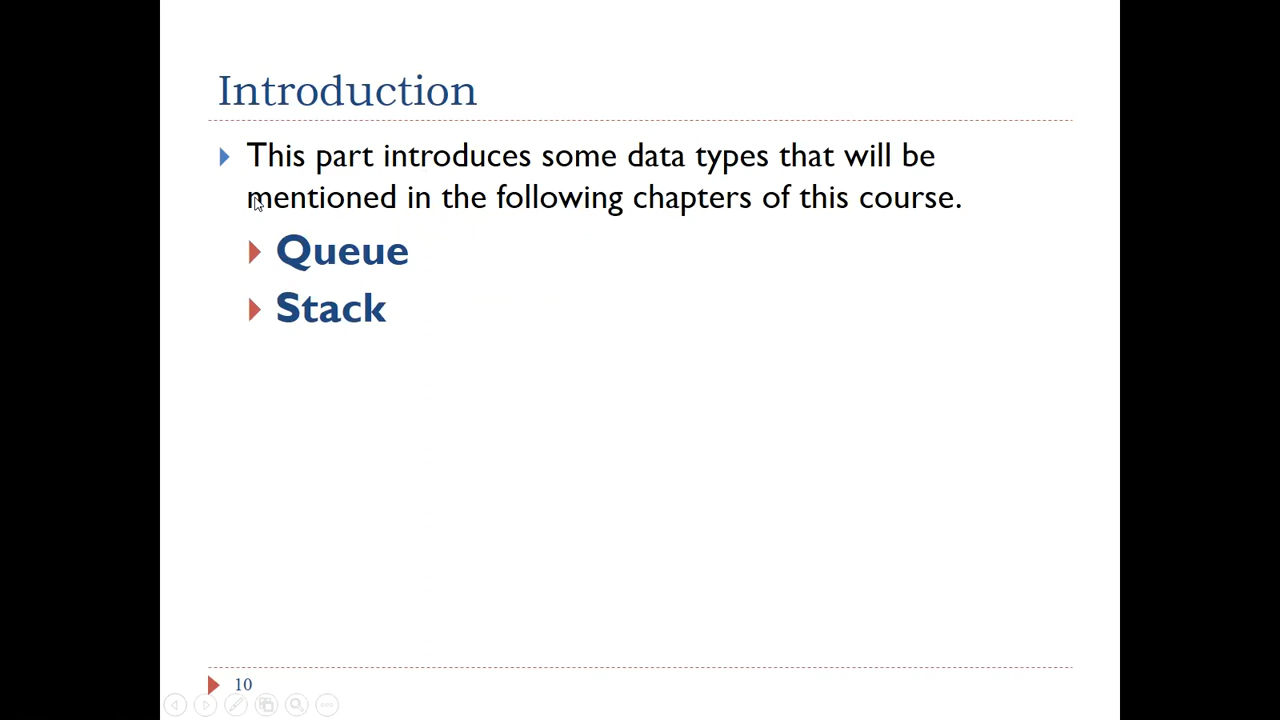 Introduction
This part introduces some data types that will be
mentioned in the following chapters of this course.
Queue
Stack
10